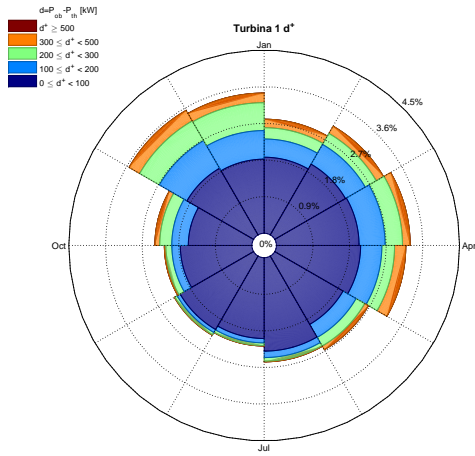 d=P_ob-P_th [kW]
d⁺ ≥ 500
300 ≤ d⁺ < 500
200 ≤ d⁺ < 300
100 ≤ d⁺ < 200
0 ≤ d⁺ < 100
Turbina 1 d⁺
Jan
4.5%
3.6%
2.7%
1.8%
0.9%
Oct
0%
Apr
Jul